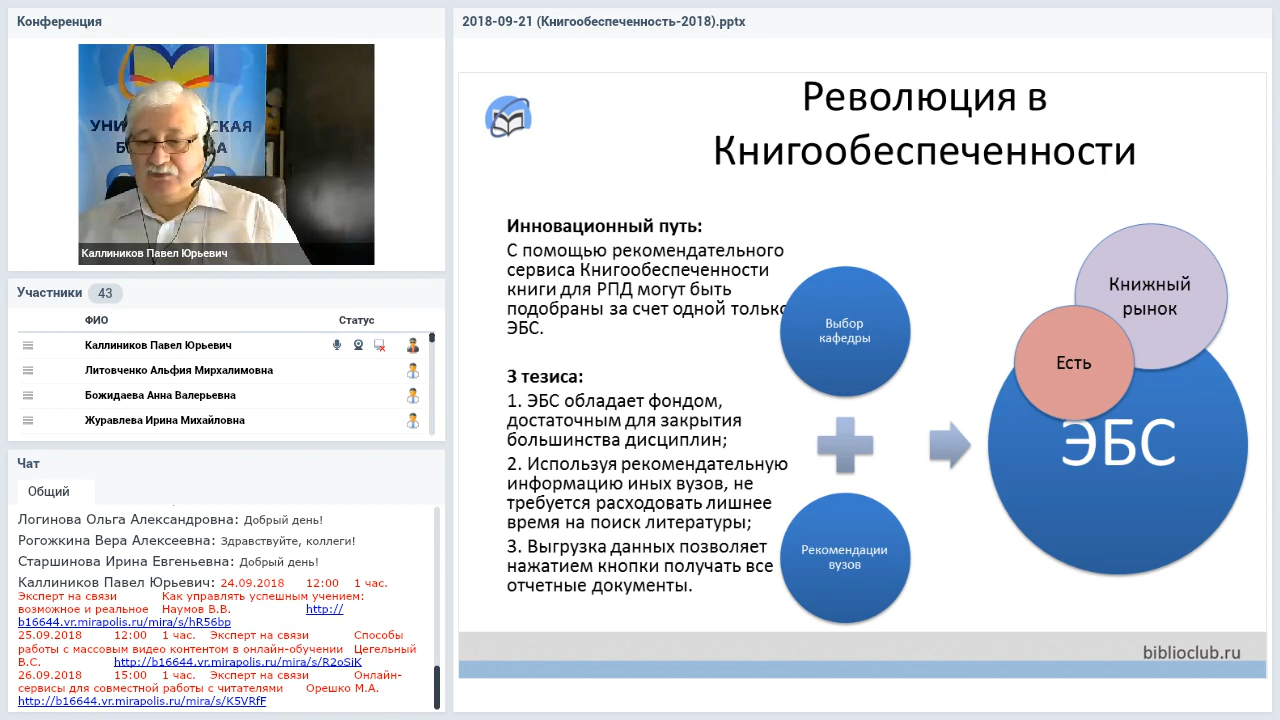 Конференция
УНИ
СКАЯ
Б
А
Каллиников Павел Юрьевич
Участники 43
ФИО Статус
Каллиников Павел Юрьевич
Литовченко Альфия Мирхалимовна
Божидаева Анна Валерьевна
Журавлева Ирина Михайловна
Чат
Общий
Логинова Ольга Александровна: Добрый день!
Рогожкина Вера Алексеевна: Здравствуйте, коллеги!
Старшинова Ирина Евгеньевна: Добрый день!
Каллиников Павел Юрьевич: 24.09.2018 12:00 1 час.
Эксперт на связи Как управлять успешным учением:
возможное и реальное Наумов В.В. http://
b16644.vr.mirapolis.ru/mira/s/hR56bp
25.09.2018 12:00 1 час. Эксперт на связи Способы
работы с массовым видео контентом в онлайн-обучении Цегельный
В.С. http://b16644.vr.mirapolis.ru/mira/s/R2oSiK
26.09.2018 15:00 1 час. Эксперт на связи Онлайн-
сервисы для совместной работы с читателями Орешко М.А.
http://b16644.vr.mirapolis.ru/mira/s/K5VRfF
2018-09-21 (Книгообеспеченность-2018).pptx
Революция в
Книгообеспеченности
Инновационный путь:
С помощью рекомендательного
сервиса Книгообеспеченности
книги для РПД могут быть
подобраны за счет одной только
ЭБС.
3 тезиса:
1. ЭБС обладает фондом,
достаточным для закрытия
большинства дисциплин;
2. Используя рекомендательную
информацию иных вузов, не
требуется расходовать лишнее
время на поиск литературы;
3. Выгрузка данных позволяет
нажатием кнопки получать все
отчетные документы.
Выбор
кафедры
Рекомендации
вузов
Книжный
рынок
Есть
ЭБС
biblioclub.ru